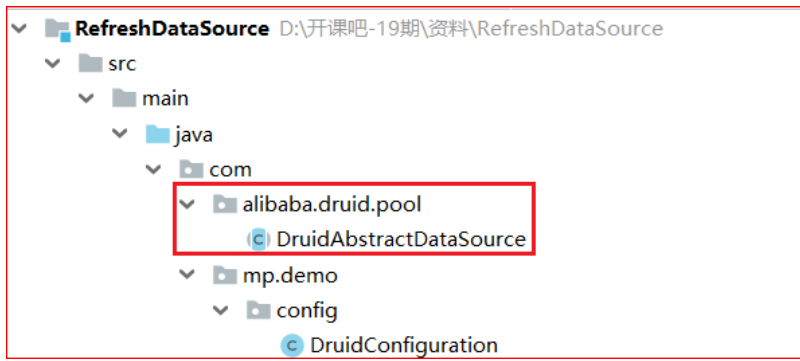 RefreshDataSource D:\开课吧-19期\资料\RefreshDataSource
src
main
java
com
alibaba.druid.pool
DruidAbstractDataSource
mp.demo
config
DruidConfiguration